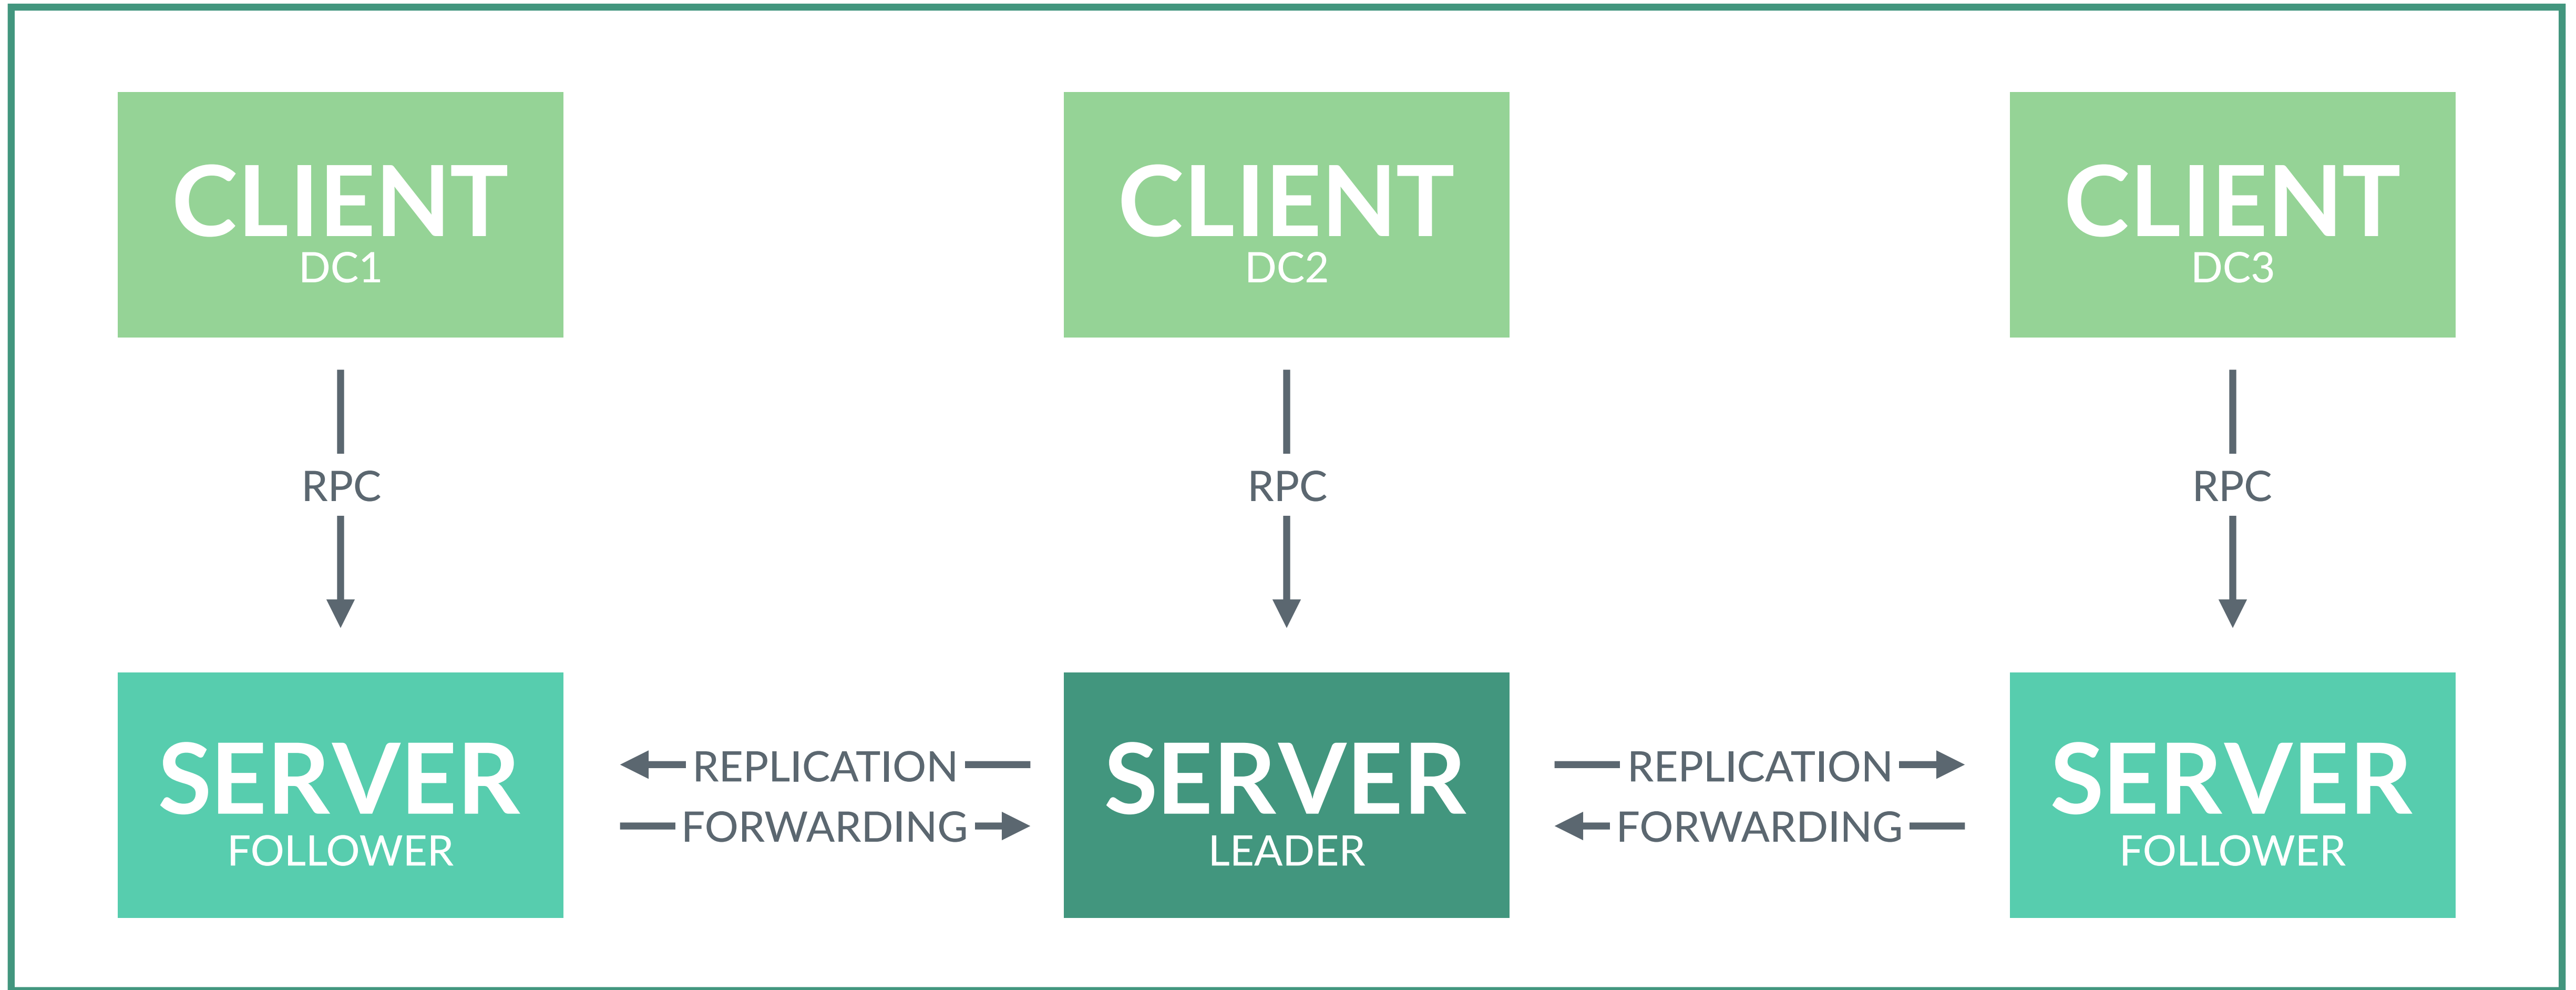 CLIENT
DC1
CLIENT
DC2
CLIENT
DC3
RPC
RPC
RPC
SERVER
FOLLOWER
REPLICATION
FORWARDING
SERVER
LEADER
REPLICATION
FORWARDING
SERVER
FOLLOWER